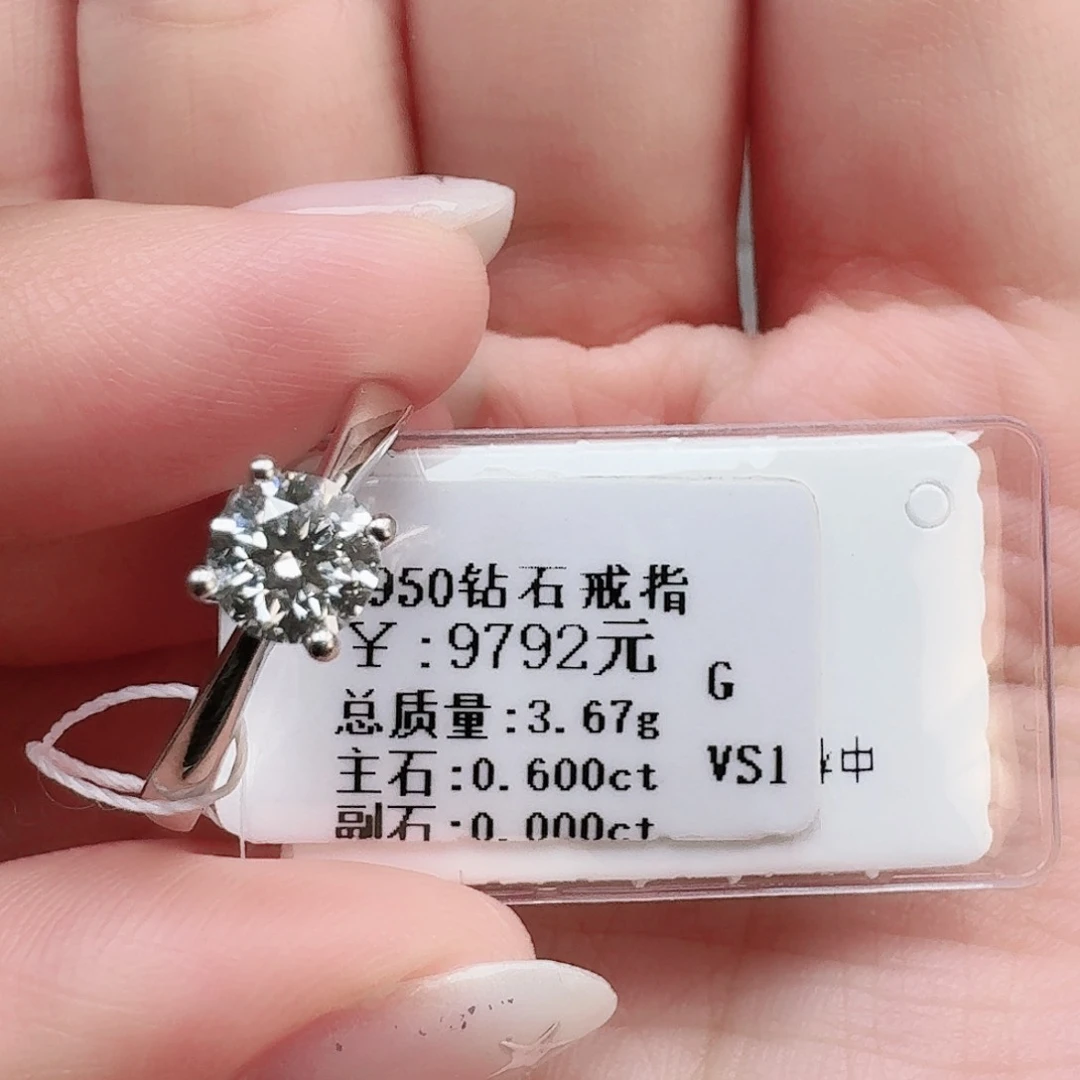 950钻石戒指
￥:9792元
G
总质量:3.67g
VS1
中
主石:0.600ct
副石:0.000ct